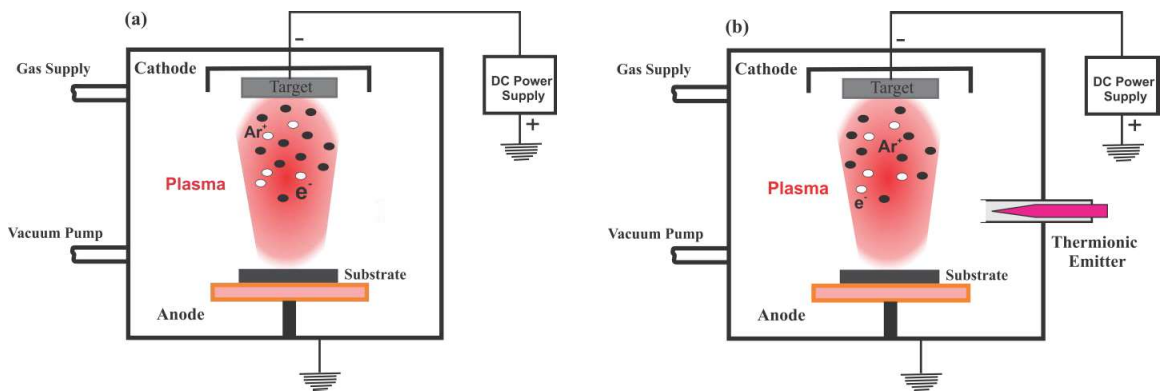 (a)
−
Gas Supply
Cathode
Target
DC Power
Supply
+
Ar+
Plasma
e-
Vacuum Pump
Substrate
Anode
(b)
−
Gas Supply
Cathode
Target
DC Power
Supply
+
Ar+
Plasma
e-
Vacuum Pump
Thermionic
Emitter
Substrate
Anode